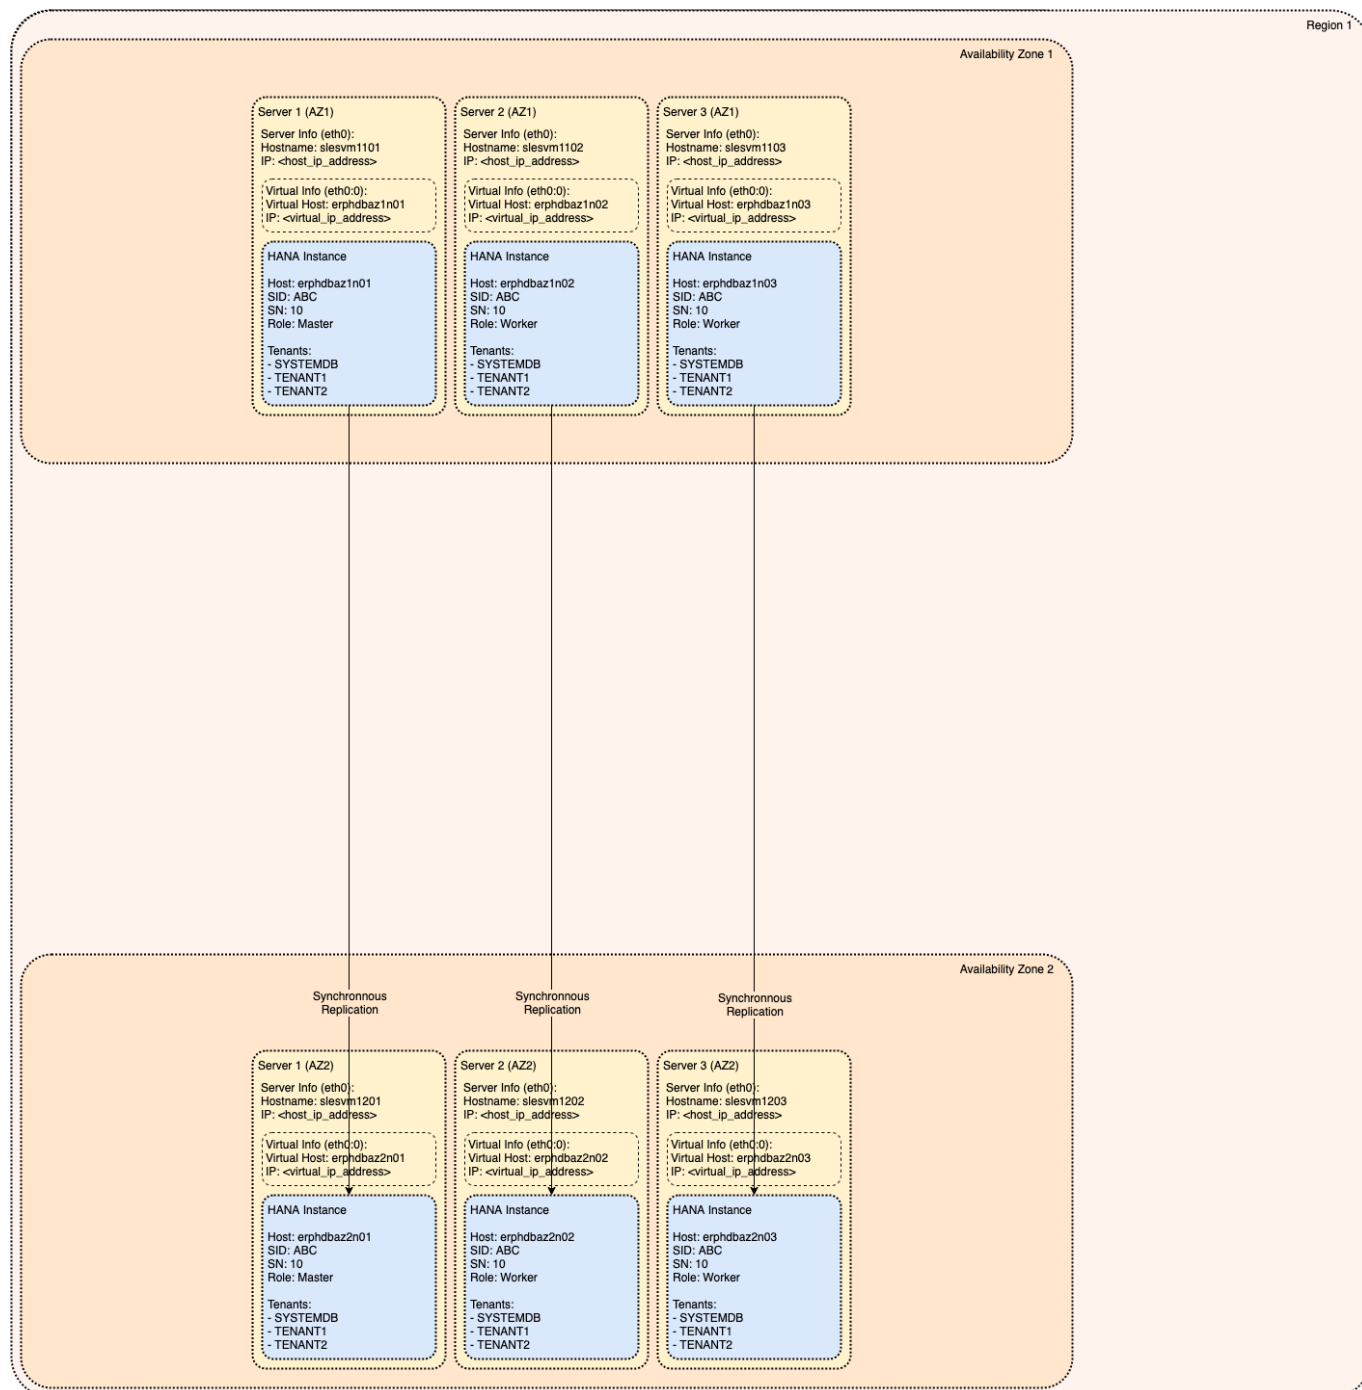 Region 1
Availability Zone 1
Server 1 (AZ1)
Server Info (eth0):
Hostname: slesvm1101
IP: <host_ip_address>
Virtual Info (eth0:0):
Virtual Host: erphdbaz1n01
IP: <virtual_ip_address>
HANA Instance
Host: erphdbaz1n01
SID: ABC
SN: 10
Role: Master
Tenants:
- SYSTEMDB
- TENANT1
- TENANT2
Server 2 (AZ1)
Server Info (eth0):
Hostname: slesvm1102
IP: <host_ip_address>
Virtual Info (eth0:0):
Virtual Host: erphdbaz1n02
IP: <virtual_ip_address>
HANA Instance
Host: erphdbaz1n02
SID: ABC
SN: 10
Role: Worker
Tenants:
- SYSTEMDB
- TENANT1
- TENANT2
Server 3 (AZ1)
Server Info (eth0):
Hostname: slesvm1103
IP: <host_ip_address>
Virtual Info (eth0:0):
Virtual Host: erphdbaz1n03
IP: <virtual_ip_address>
HANA Instance
Host: erphdbaz1n03
SID: ABC
SN: 10
Role: Worker
Tenants:
- SYSTEMDB
- TENANT1
- TENANT2
Availability Zone 2
Synchronnous
Replication
Synchronnous
Replication
Synchronnous
Replication
Server 1 (AZ2)
Server Info (eth0):
Hostname: slesvm1201
IP: <host_ip_address>
Virtual Info (eth0:0):
Virtual Host: erphdbaz2n01
IP: <virtual_ip_address>
HANA Instance
Host: erphdbaz2n01
SID: ABC
SN: 10
Role: Master
Tenants:
- SYSTEMDB
- TENANT1
- TENANT2
Server 2 (AZ2)
Server Info (eth0):
Hostname: slesvm1202
IP: <host_ip_address>
Virtual Info (eth0:0):
Virtual Host: erphdbaz2n02
IP: <virtual_ip_address>
HANA Instance
Host: erphdbaz2n02
SID: ABC
SN: 10
Role: Worker
Tenants:
- SYSTEMDB
- TENANT1
- TENANT2
Server 3 (AZ2)
Server Info (eth0):
Hostname: slesvm1203
IP: <host_ip_address>
Virtual Info (eth0:0):
Virtual Host: erphdbaz2n03
IP: <virtual_ip_address>
HANA Instance
Host: erphdbaz2n03
SID: ABC
SN: 10
Role: Worker
Tenants:
- SYSTEMDB
- TENANT1
- TENANT2